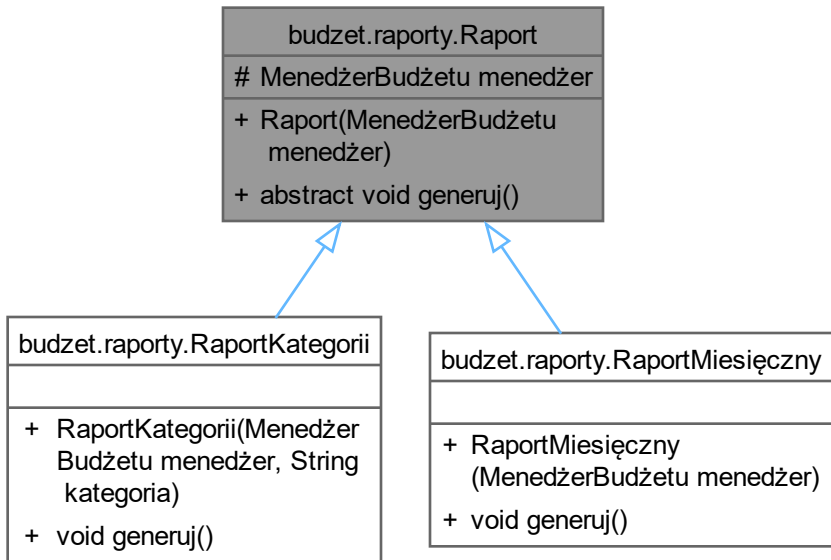 budzet.raporty.Raport
# MenedżerBudżetu menedżer
+ Raport(MenedżerBudżetu
menedżer)
+ abstract void generuj()
budzet.raporty.RaportKategorii
+ RaportKategorii(Menedżer
Budżetu menedżer, String
kategoria)
+ void generuj()
budzet.raporty.RaportMiesięczny
+ RaportMiesięczny
(MenedżerBudżetu menedżer)
+ void generuj()